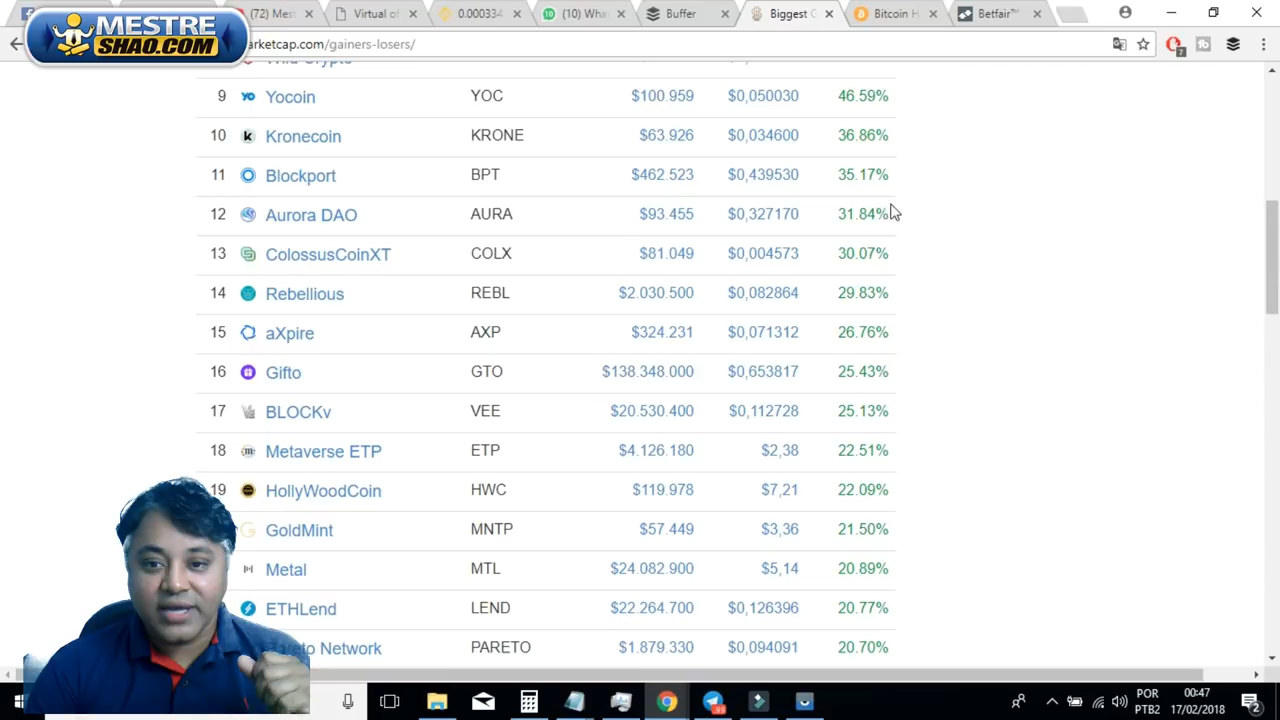 (72) Mes
Virtual of
0.000334
(10) Wha
Buffer
Biggest G
Bitcoin H
Betfair™
MESTRE
SHAO.COM
arketcap.com/gainers-losers/
7
Wild Crypto
9 Yocoin YOC $100.959 $0,050030 46.59%
10 Kronecoin KRONE $63.926 $0,034600 36.86%
11 Blockport BPT $462.523 $0,439530 35.17%
12 Aurora DAO AURA $93.455 $0,327170 31.84%
13 ColossusCoinXT COLX $81.049 $0,004573 30.07%
14 Rebellious REBL $2.030.500 $0,082864 29.83%
15 aXpire AXP $324.231 $0,071312 26.76%
16 Gifto GTO $138.348.000 $0,653817 25.43%
17 BLOCKv VEE $20.530.400 $0,112728 25.13%
18 Metaverse ETP ETP $4.126.180 $2,38 22.51%
19 HollyWoodCoin HWC $119.978 $7,21 22.09%
GoldMint MNTP $57.449 $3,36 21.50%
Metal MTL $24.082.900 $5,14 20.89%
ETHLend LEND $22.264.700 $0,126396 20.77%
Network PARETO $1.879.330 $0,094091 20.70%
POR 00:47
PTB2 17/02/2018
2